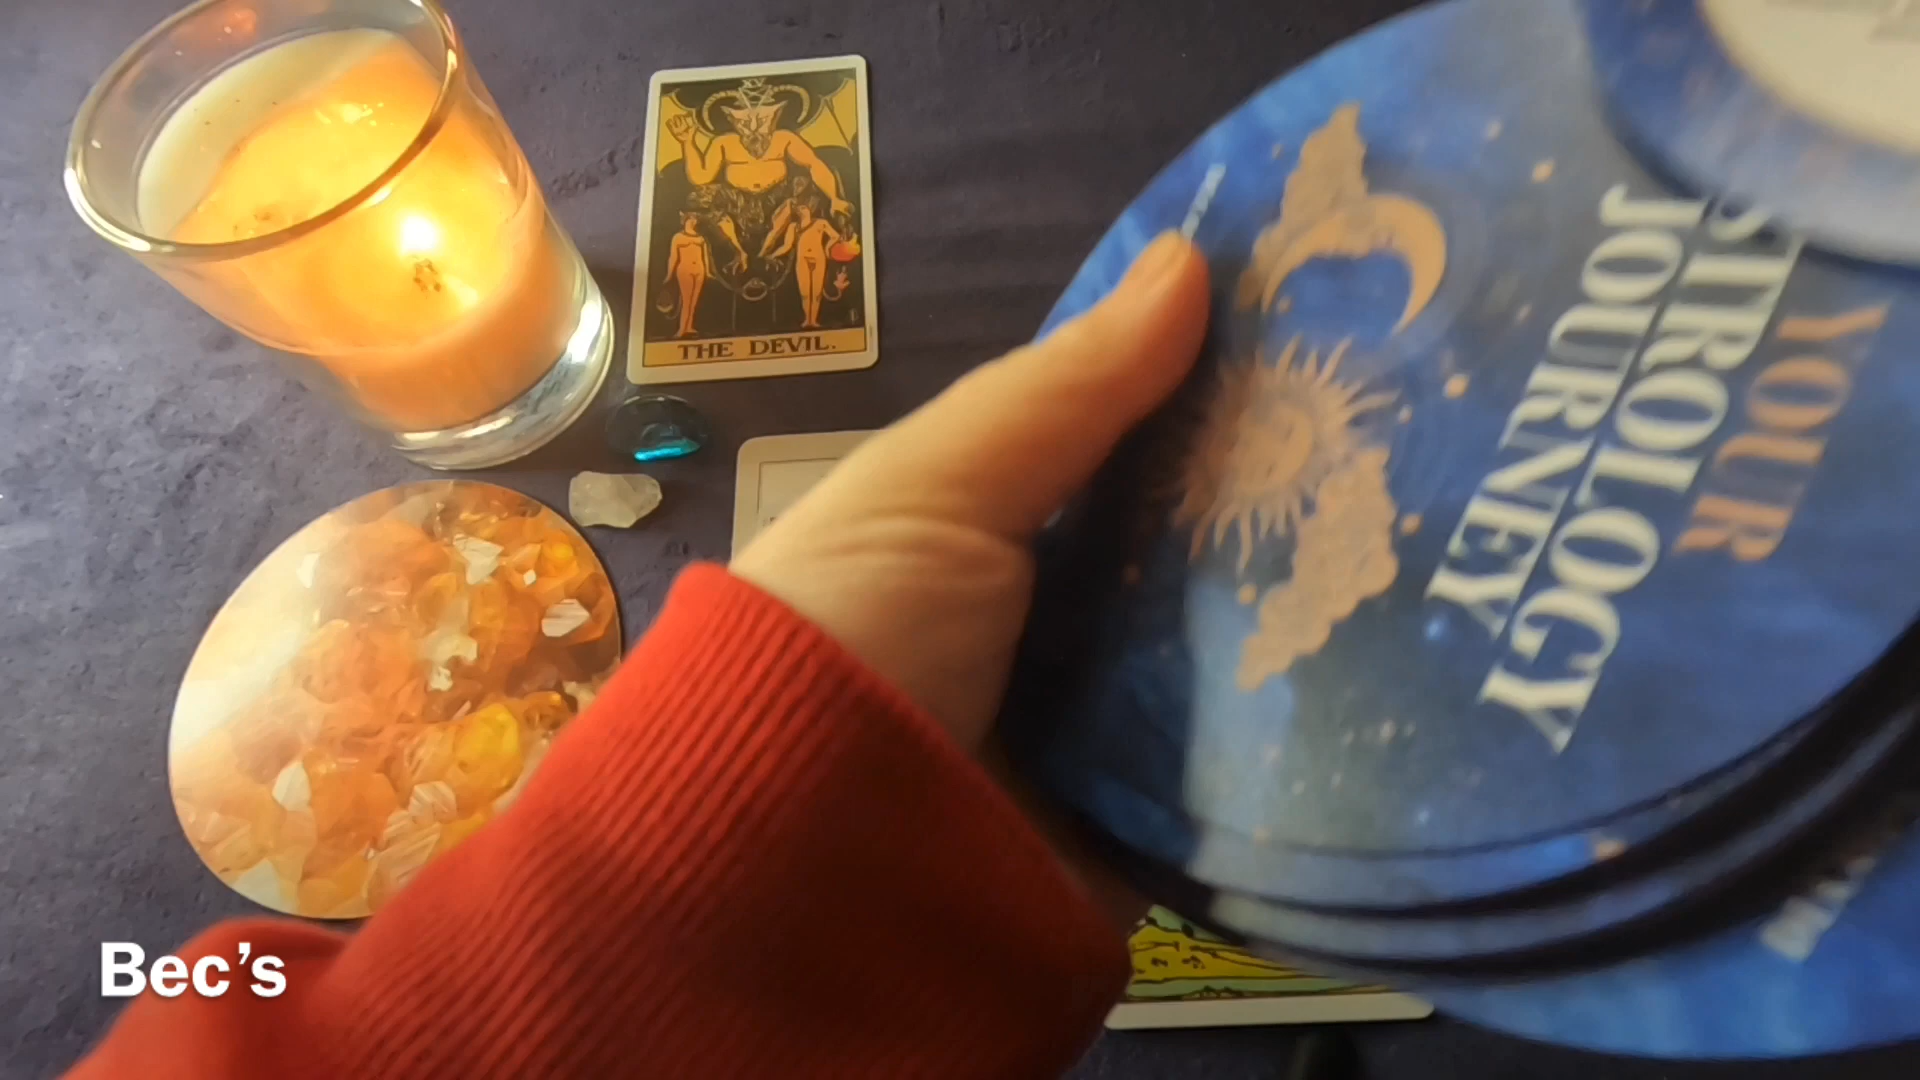 XV
THE DEVIL.
YOUR
STROLOGY
JOURNEY
Bec's